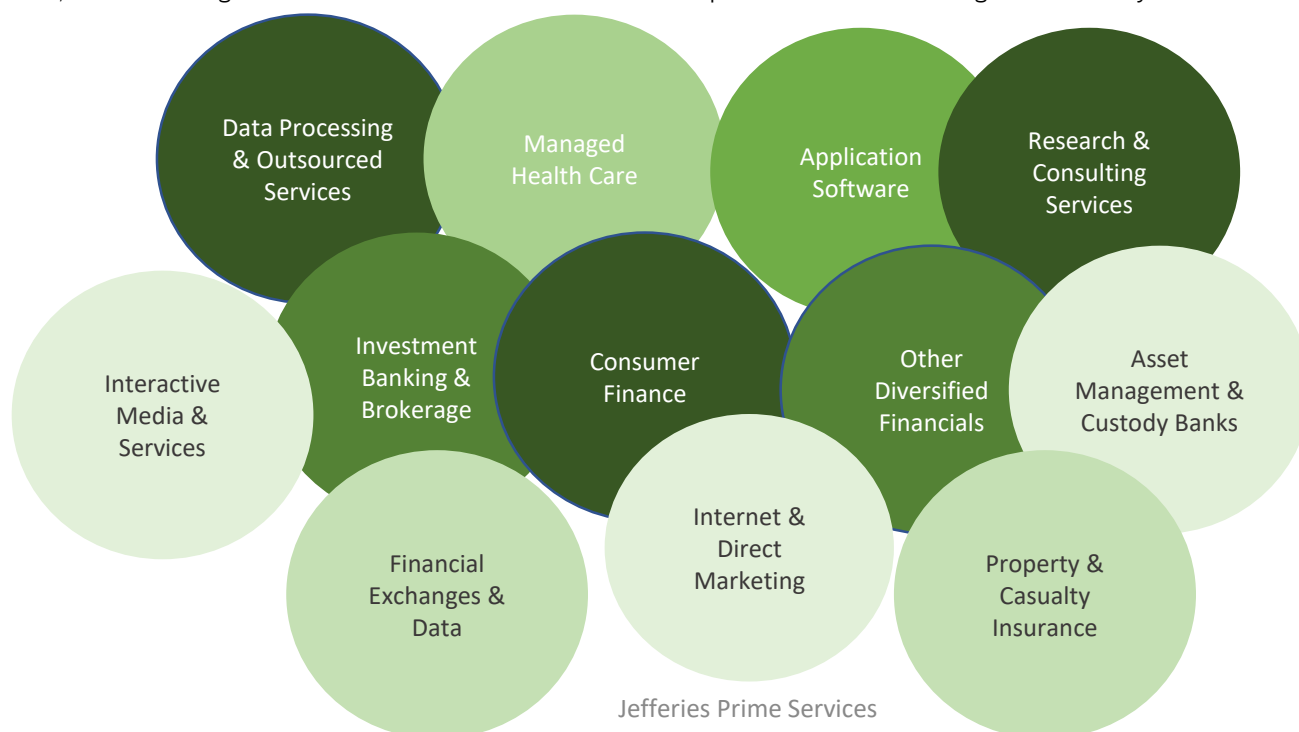 Data Processing
& Outsourced
Services
Managed
Health Care
Application
Software
Research &
Consulting
Services
Interactive
Media &
Services
Investment
Banking &
Brokerage
Consumer
Finance
Other
Diversified
Financials
Asset
Management &
Custody Banks
Financial
Exchanges &
Data
Internet &
Direct
Marketing
Property &
Casualty
Insurance
Jefferies Prime Services